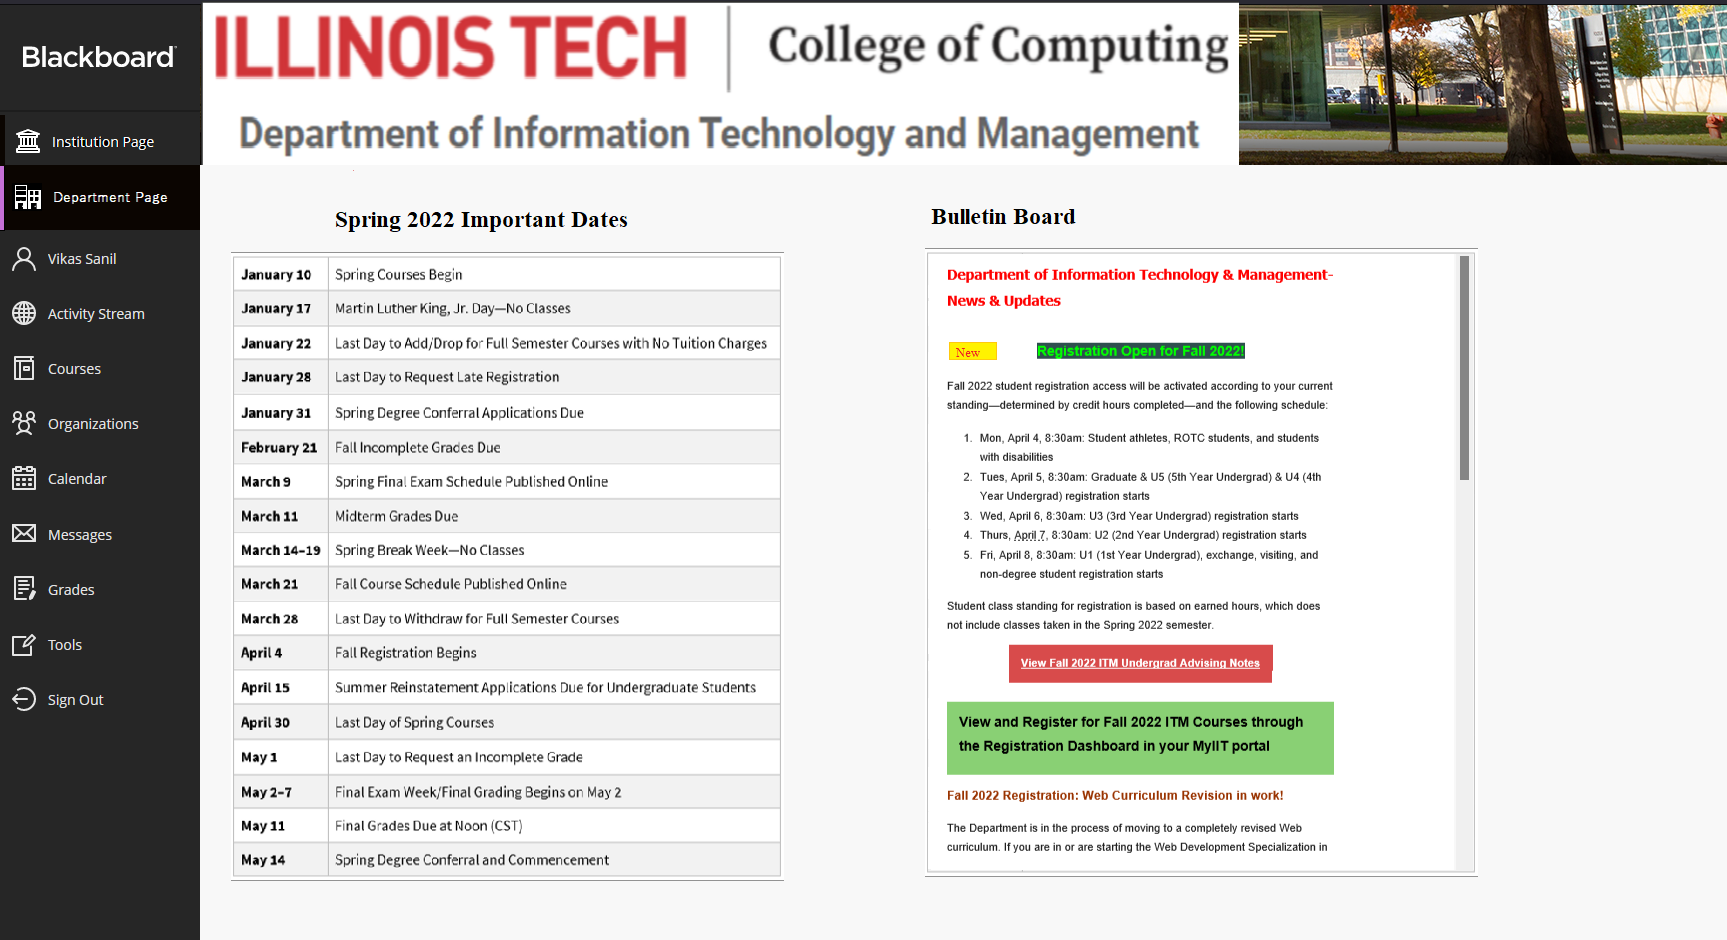 Blackboard
Institution Page
Department Page
Vikas Sanil
Activity Stream
Courses
Organizations
Calendar
Messages
Grades
Tools
Sign Out
ILLINOIS TECH
College of Computing
Department of Information Technology and Management
Spring 2022 Important Dates
January 10 Spring Courses Begin
January 17 Martin Luther King, Jr. Day—No Classes
January 22 Last Day to Add/Drop for Full Semester Courses with No Tuition Charges
January 28 Last Day to Request Late Registration
January 31 Spring Degree Conferral Applications Due
February 21 Fall Incomplete Grades Due
March 9 Spring Final Exam Schedule Published Online
March 11 Midterm Grades Due
March 14–19 Spring Break Week—No Classes
March 21 Fall Course Schedule Published Online
March 28 Last Day to Withdraw for Full Semester Courses
April 4 Fall Registration Begins
April 15 Summer Reinstatement Applications Due for Undergraduate Students
April 30 Last Day of Spring Courses
May 1 Last Day to Request an Incomplete Grade
May 2–7 Final Exam Week/Final Grading Begins on May 2
May 11 Final Grades Due at Noon (CST)
May 14 Spring Degree Conferral and Commencement
Bulletin Board
Department of Information Technology & Management-
News & Updates
New Registration Open for Fall 2022!
Fall 2022 student registration access will be activated according to your current
standing—determined by credit hours completed—and the following schedule:
1. Mon, April 4, 8:30am: Student athletes, ROTC students, and students
with disabilities
2. Tues, April 5, 8:30am: Graduate & U5 (5th Year Undergrad) & U4 (4th
Year Undergrad) registration starts
3. Wed, April 6, 8:30am: U3 (3rd Year Undergrad) registration starts
4. Thurs, April 7, 8:30am: U2 (2nd Year Undergrad) registration starts
5. Fri, April 8, 8:30am: U1 (1st Year Undergrad), exchange, visiting, and
non-degree student registration starts
Student class standing for registration is based on earned hours, which does
not include classes taken in the Spring 2022 semester.
View Fall 2022 ITM Undergrad Advising Notes
View and Register for Fall 2022 ITM Courses through
the Registration Dashboard in your MyIIT portal
Fall 2022 Registration: Web Curriculum Revision in work!
The Department is in the process of moving to a completely revised Web
curriculum. If you are in or are starting the Web Development Specialization in